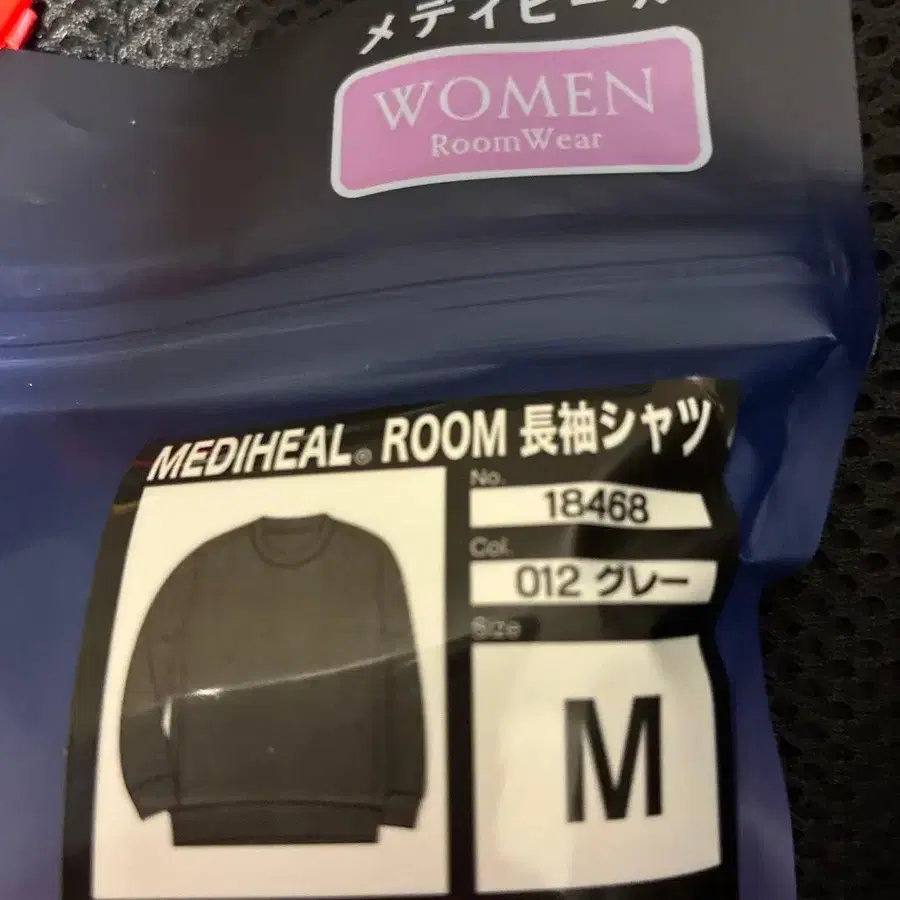 メディヒール
WOMEN
RoomWear
MEDIHEAL® ROOM 長袖シャツ
No.
18468
Col.
012 グレー
Size
M